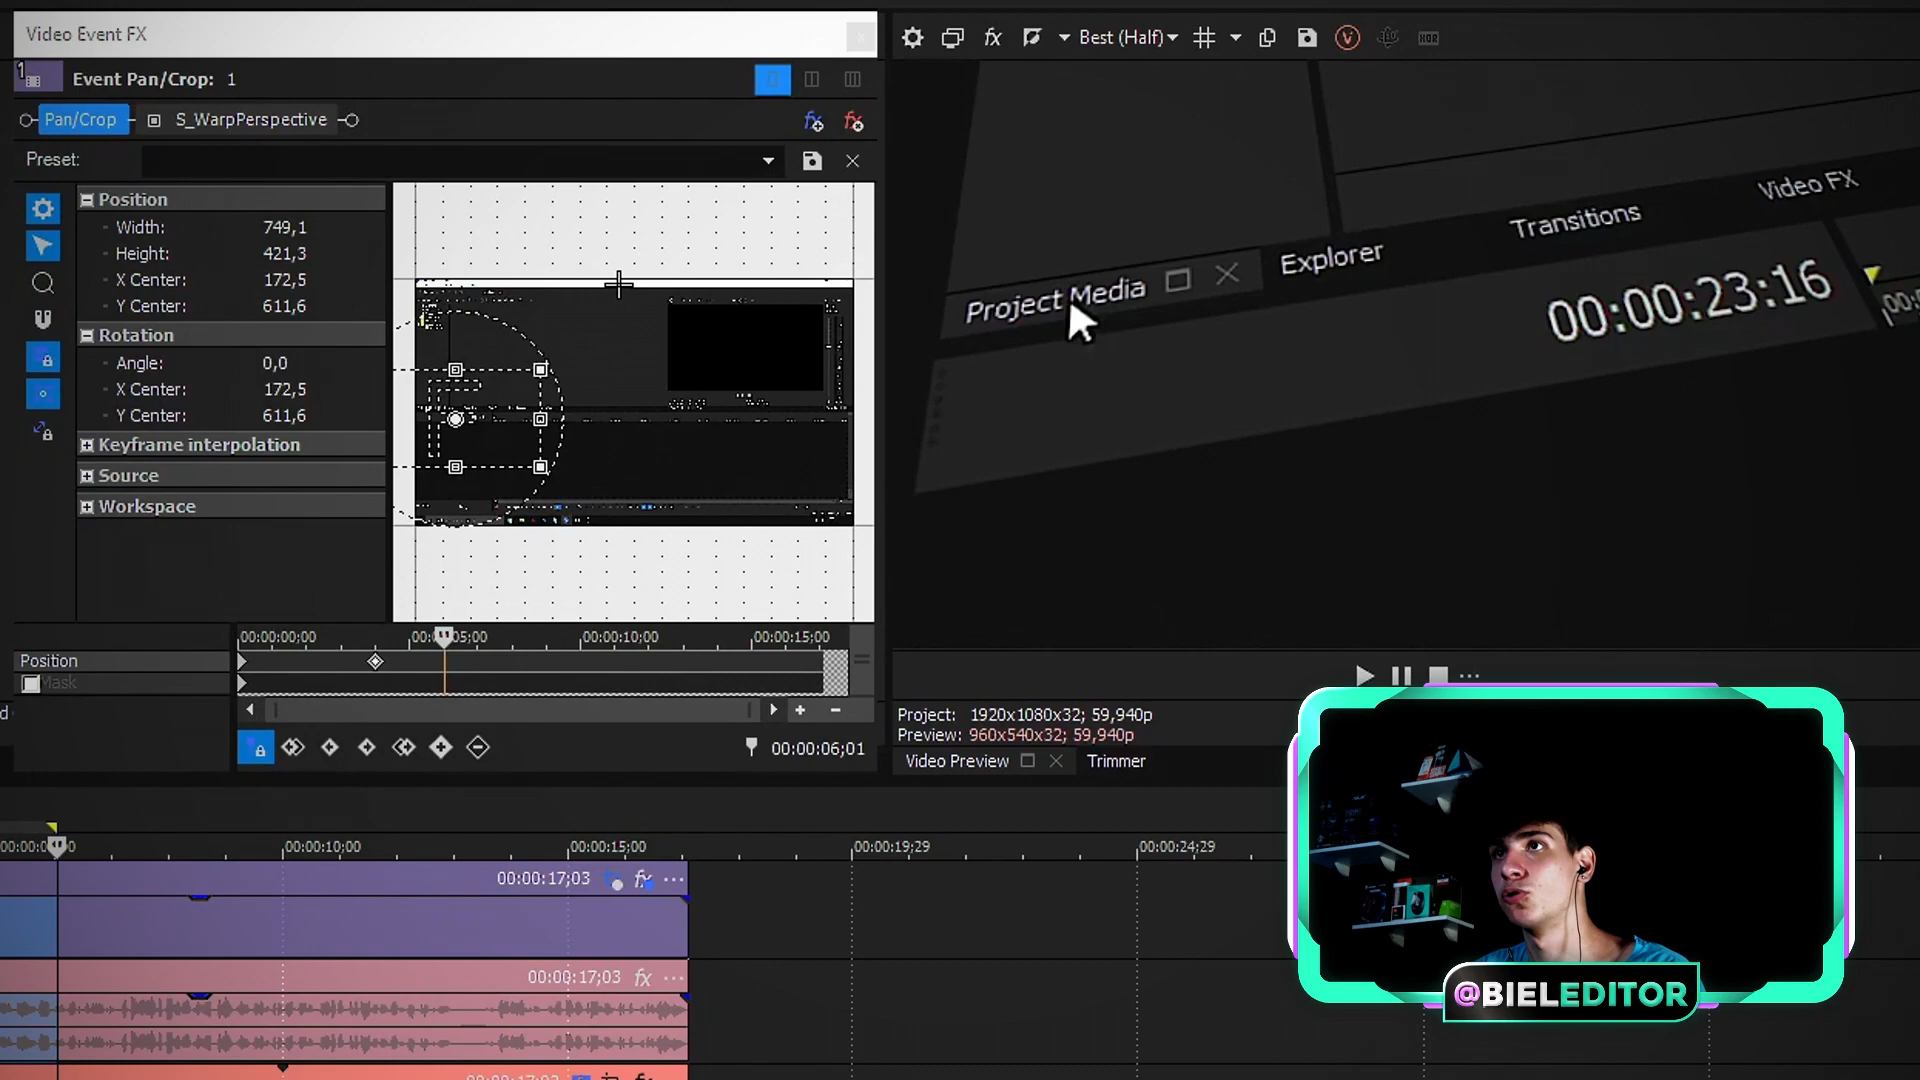 Video Event FX
1
Event Pan/Crop: 1
Pan/Crop
S_WarpPerspective
Preset:
Position
Width: 749,1
Height: 421,3
X Center: 172,5
Y Center: 611,6
Rotation
Angle: 0,0
X Center: 172,5
Y Center: 611,6
Keyframe interpolation
Source
Workspace
00:00:00;00
00:00:10;00
00:00:15;00
Position
Mask
00:00:06;01
fx
Best (Half)
HDR
Video FX
Transitions
Explorer
Project Media
00:00:23:16
Project: 1920x1080x32; 59,940p
Preview: 960x540x32; 59,940p
Video Preview
Trimmer
00:00:10;00
00:00:15;00
00:00:19;29
00:00:24;29
00:00:17;03 fx
00:00:17;03 fx
@BIELEDITOR